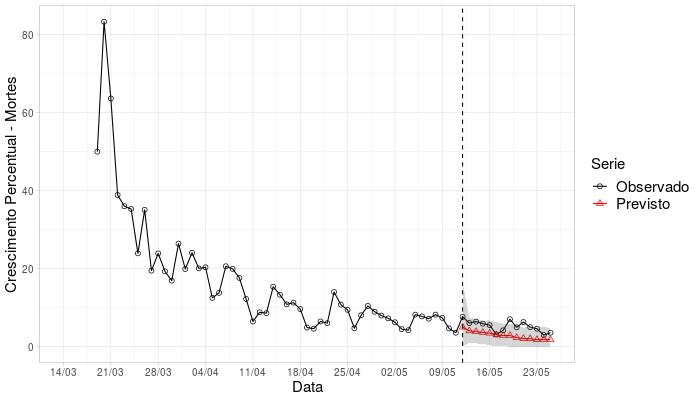 Crescimento Percentual - Mortes
80
60
40
20
0
14/03 21/03 28/03 04/04 11/04 18/04 25/04 02/05 09/05 16/05 23/05
Data
Serie
Observado
Previsto